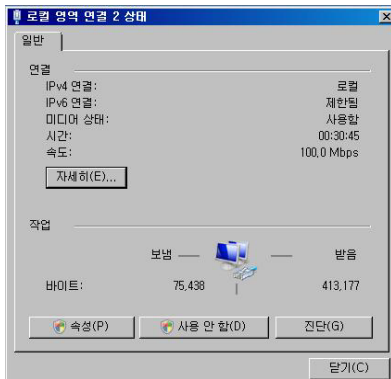 로컬 영역 연결 2 상태
일반
연결
IPv4 연결: 로컬
IPv6 연결: 제한됨
미디어 상태: 사용함
시간: 00:30:45
속도: 100,0 Mbps
자세히(E)...
작업
보냄 받음
바이트: 75,438 413,177
속성(P) 사용 안 함(D) 진단(G)
닫기(C)